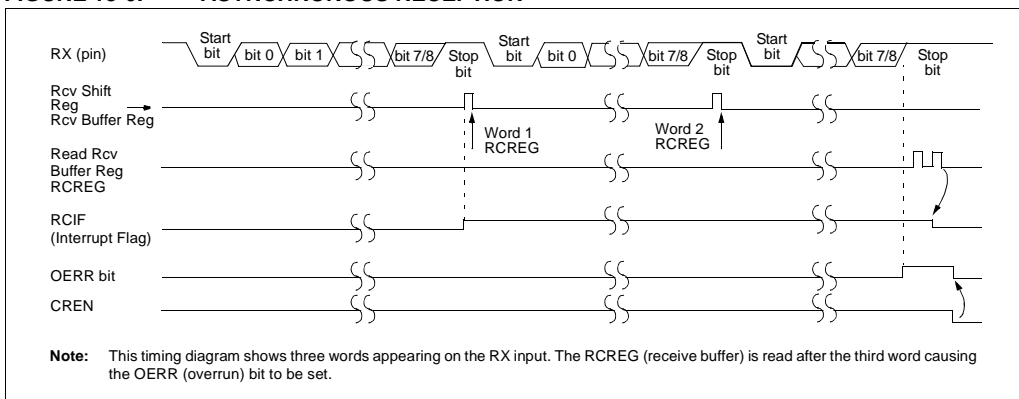 Start bit
bit 0
bit 1
bit 7/8
Stop bit
Start bit
bit 0
bit 7/8
Stop bit
Start bit
bit 7/8
Stop bit
RX (pin)
Rcv Shift
Reg
Rcv Buffer Reg
Word 1
RCREG
Word 2
RCREG
Read Rcv
Buffer Reg
RCREG
RCIF
(Interrupt Flag)
OERR bit
CREN
Note: This timing diagram shows three words appearing on the RX input. The RCREG (receive buffer) is read after the third word causing
the OERR (overrun) bit to be set.